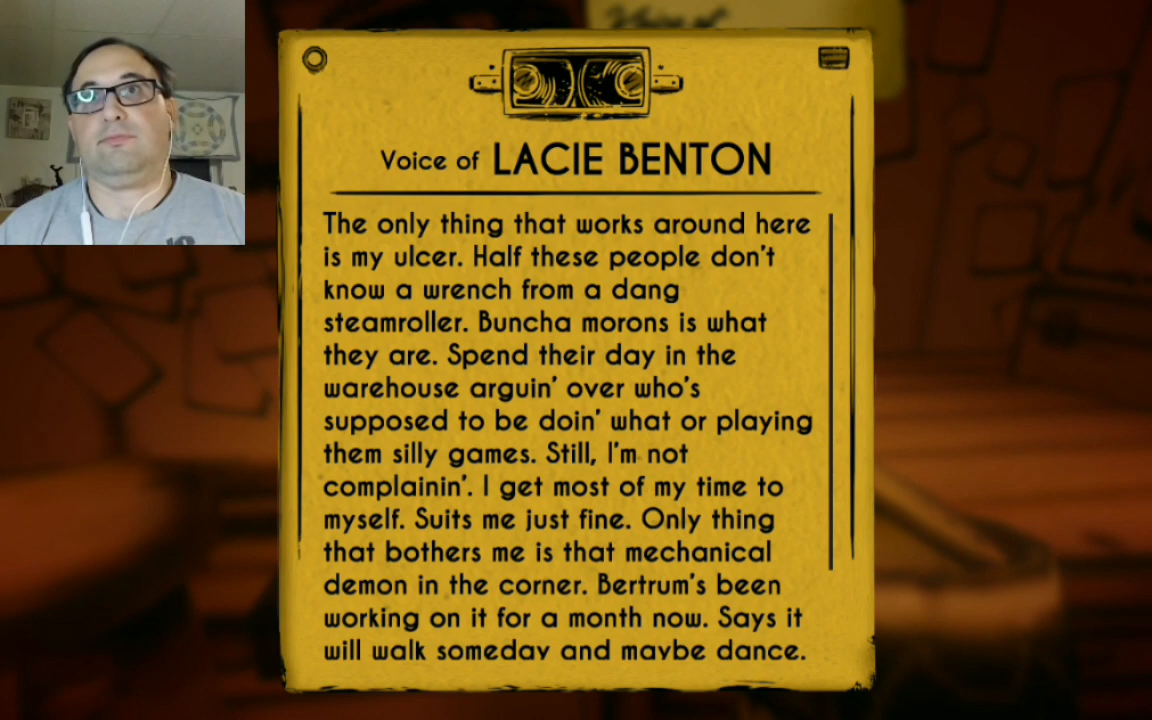 Voice of
Voice of LACIE BENTON
The only thing that works around here
is my ulcer. Half these people don't
know a wrench from a dang
steamroller. Buncha morons is what
they are. Spend their day in the
warehouse arguin' over who's
supposed to be doin' what or playing
them silly games. Still, I'm not
complainin'. I get most of my time to
myself. Suits me just fine. Only thing
that bothers me is that mechanical
demon in the corner. Bertrum's been
working on it for a month now. Says it
will walk someday and maybe dance.